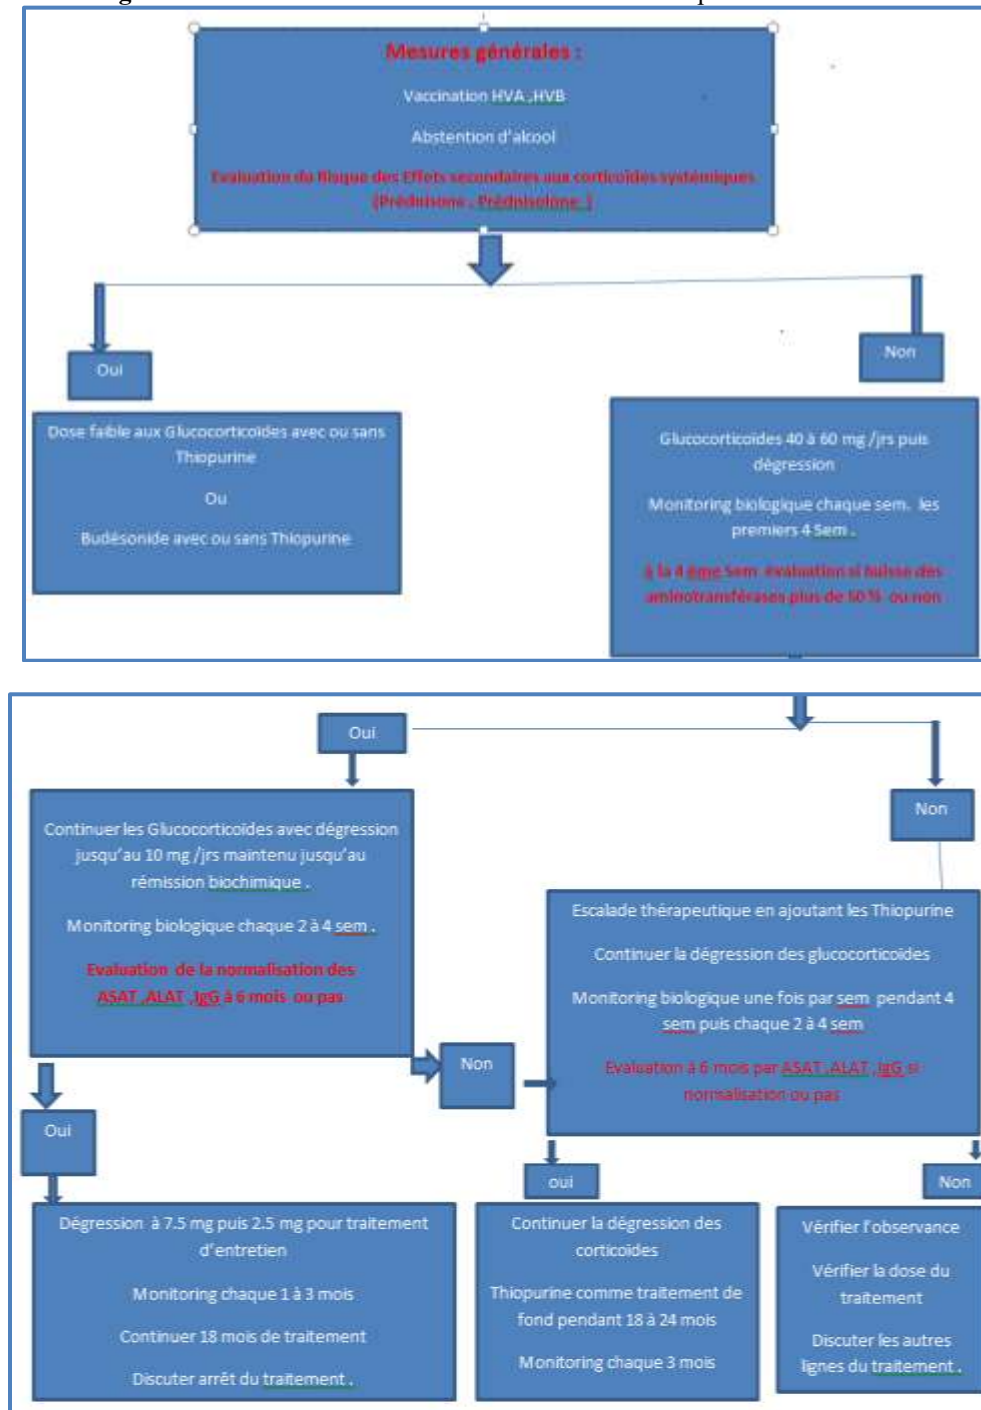 Mesures générales :
Vaccination HVA ,HVB
Abstention d'alcool
Evaluation du Risque des Effets secondaires aux corticoïdes systémiques
(Prédnisone , Prédnisolone )
Oui
Non
Dose faible aux Glucocorticoïdes avec ou sans
Thiopurine
Ou
Budésonide avec ou sans Thiopurine
Glucocorticoïdes 40 à 60 mg /jrs puis
dégression
Monitoring biologique chaque sem. les
premiers 4 Sem .
à la 4 éme Sem évaluation si baisse des
aminotransférases plus de 50 % ou non
Oui
Non
Continuer les Glucocorticoïdes avec dégression
jusqu'au 10 mg /jrs maintenu jusqu'au
rémission biochimique .
Monitoring biologique chaque 2 à 4 sem .
Evaluation de la normalisation des
ASAT ,ALAT ,IgG à 6 mois ou pas
Escalade thérapeutique en ajoutant les Thiopurine
Continuer la dégression des glucocorticoïdes
Monitoring biologique une fois par sem pendant 4
sem puis chaque 2 à 4 sem
Evaluation à 6 mois par ASAT ,ALAT ,IgG si
normalisation ou pas
Non
Oui
oui
Non
Dégression à 7.5 mg puis 2.5 mg pour traitement
d'entretien
Monitoring chaque 1 à 3 mois
Continuer 18 mois de traitement
Discuter arrêt du traitement .
Continuer la dégression des
corticoïdes
Thiopurine comme traitement de
fond pendant 18 à 24 mois
Monitoring chaque 3 mois
Vérifier l'observance
Vérifier la dose du
traitement
Discuter les autres
lignes du traitement .